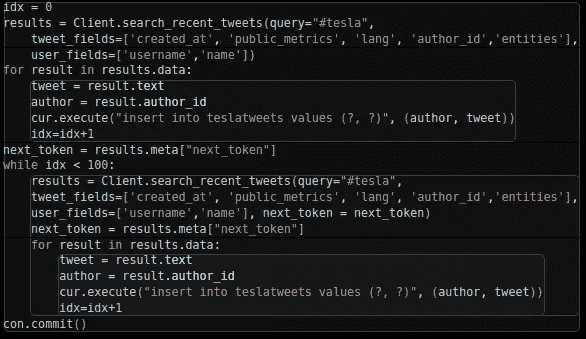 idx = 0
results = Client.search_recent_tweets(query="#tesla",
    tweet_fields=['created_at', 'public_metrics', 'lang', 'author_id','entities'],
    user_fields=['username','name'])
for result in results.data:
    tweet = result.text
    author = result.author_id
    cur.execute("insert into teslatweets values (?, ?)", (author, tweet))
    idx=idx+1
next_token = results.meta["next_token"]
while idx < 100:
    results = Client.search_recent_tweets(query="#tesla",
    tweet_fields=['created_at', 'public_metrics', 'lang', 'author_id','entities'],
    user_fields=['username','name'], next_token = next_token)
    next_token = results.meta["next_token"]
    for result in results.data:
        tweet = result.text
        author = result.author_id
        cur.execute("insert into teslatweets values (?, ?)", (author, tweet))
        idx=idx+1
con.commit()